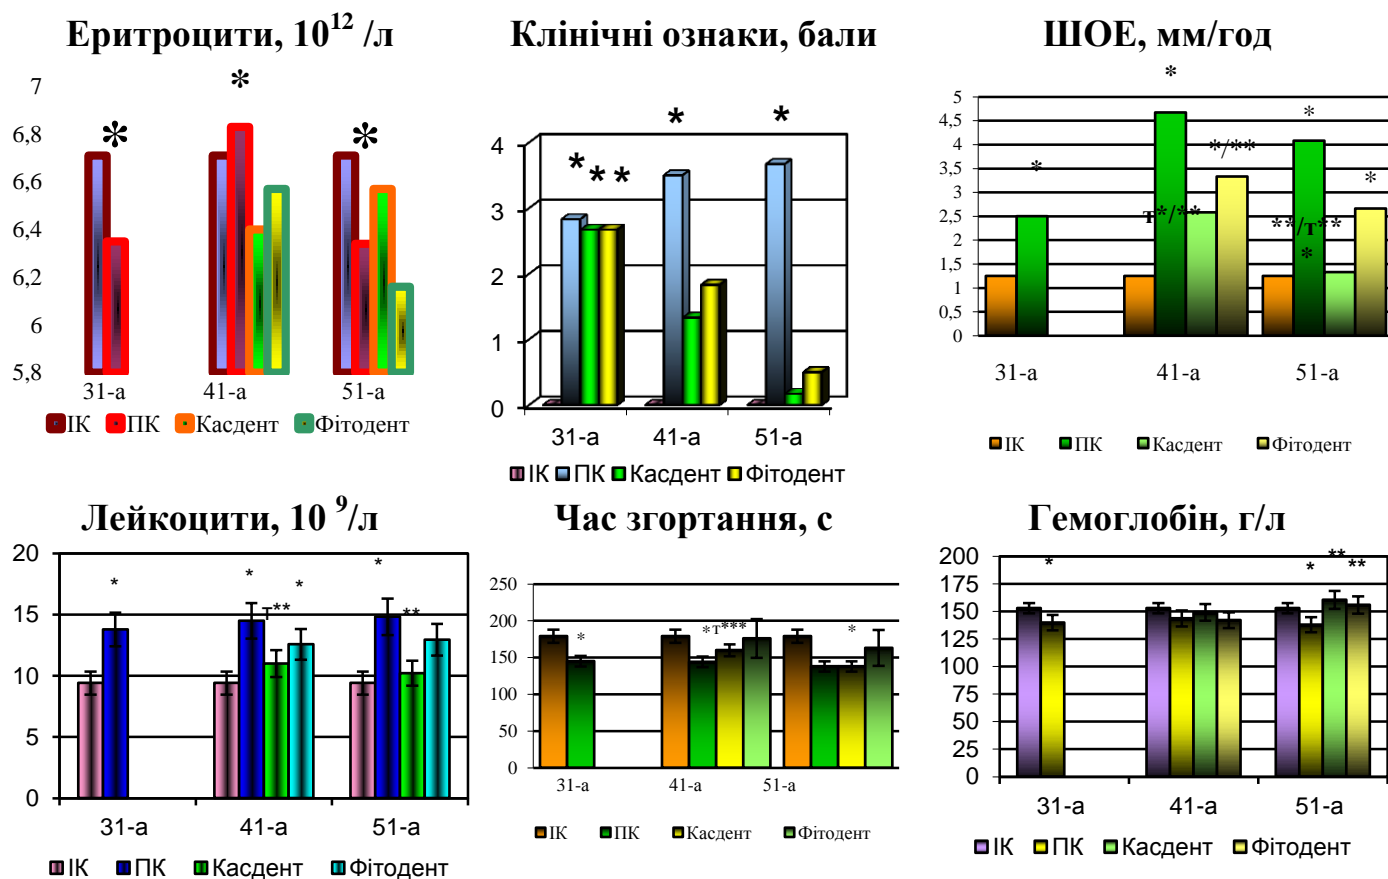 Еритроцити, 10¹² /л
7
6,8
6,6
6,4
6,2
6
5,8
*
*
*
31-а
41-а
51-а
ІК
ПК
Касдент
Фітодент
Клінічні ознаки, бали
4
3
2
1
0
*
**
*
*
31-а
41-а
51-а
ІК
ПК
Касдент
Фітодент
ШОЕ, мм/год
5
4,5
4
3,5
3
2,5
2
1,5
1
0,5
0
*
*
т*/**
*/**
*
**/т**
*
*
31-а
41-а
51-а
ІК
ПК
Касдент
Фітодент
Лейкоцити, 10 ⁹/л
20
15
10
5
0
*
*
т**
*
*
**
31-а
41-а
51-а
ІК
ПК
Касдент
Фітодент
Час згортання, с
250
200
150
100
50
0
*
*т***
*
31-а
41-а
51-а
ІК
ПК
Касдент
Фітодент
Гемоглобін, г/л
200
175
150
125
100
75
50
25
0
*
*
**
**
31-а
41-а
51-а
ІК
ПК
Касдент
Фітодент